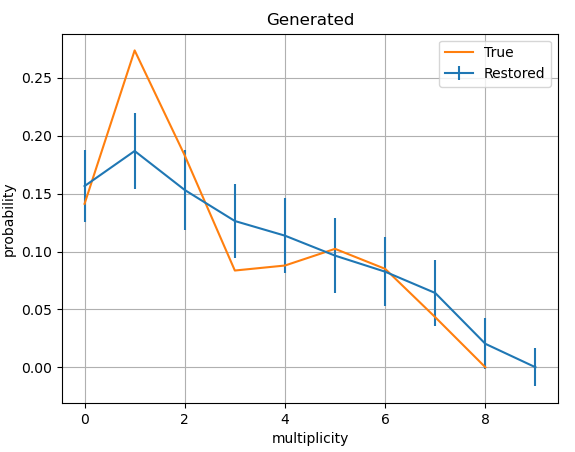 Generated
True
Restored
0.25
0.20
0.15
0.10
0.05
0.00
probability
0 2 4 6 8
multiplicity